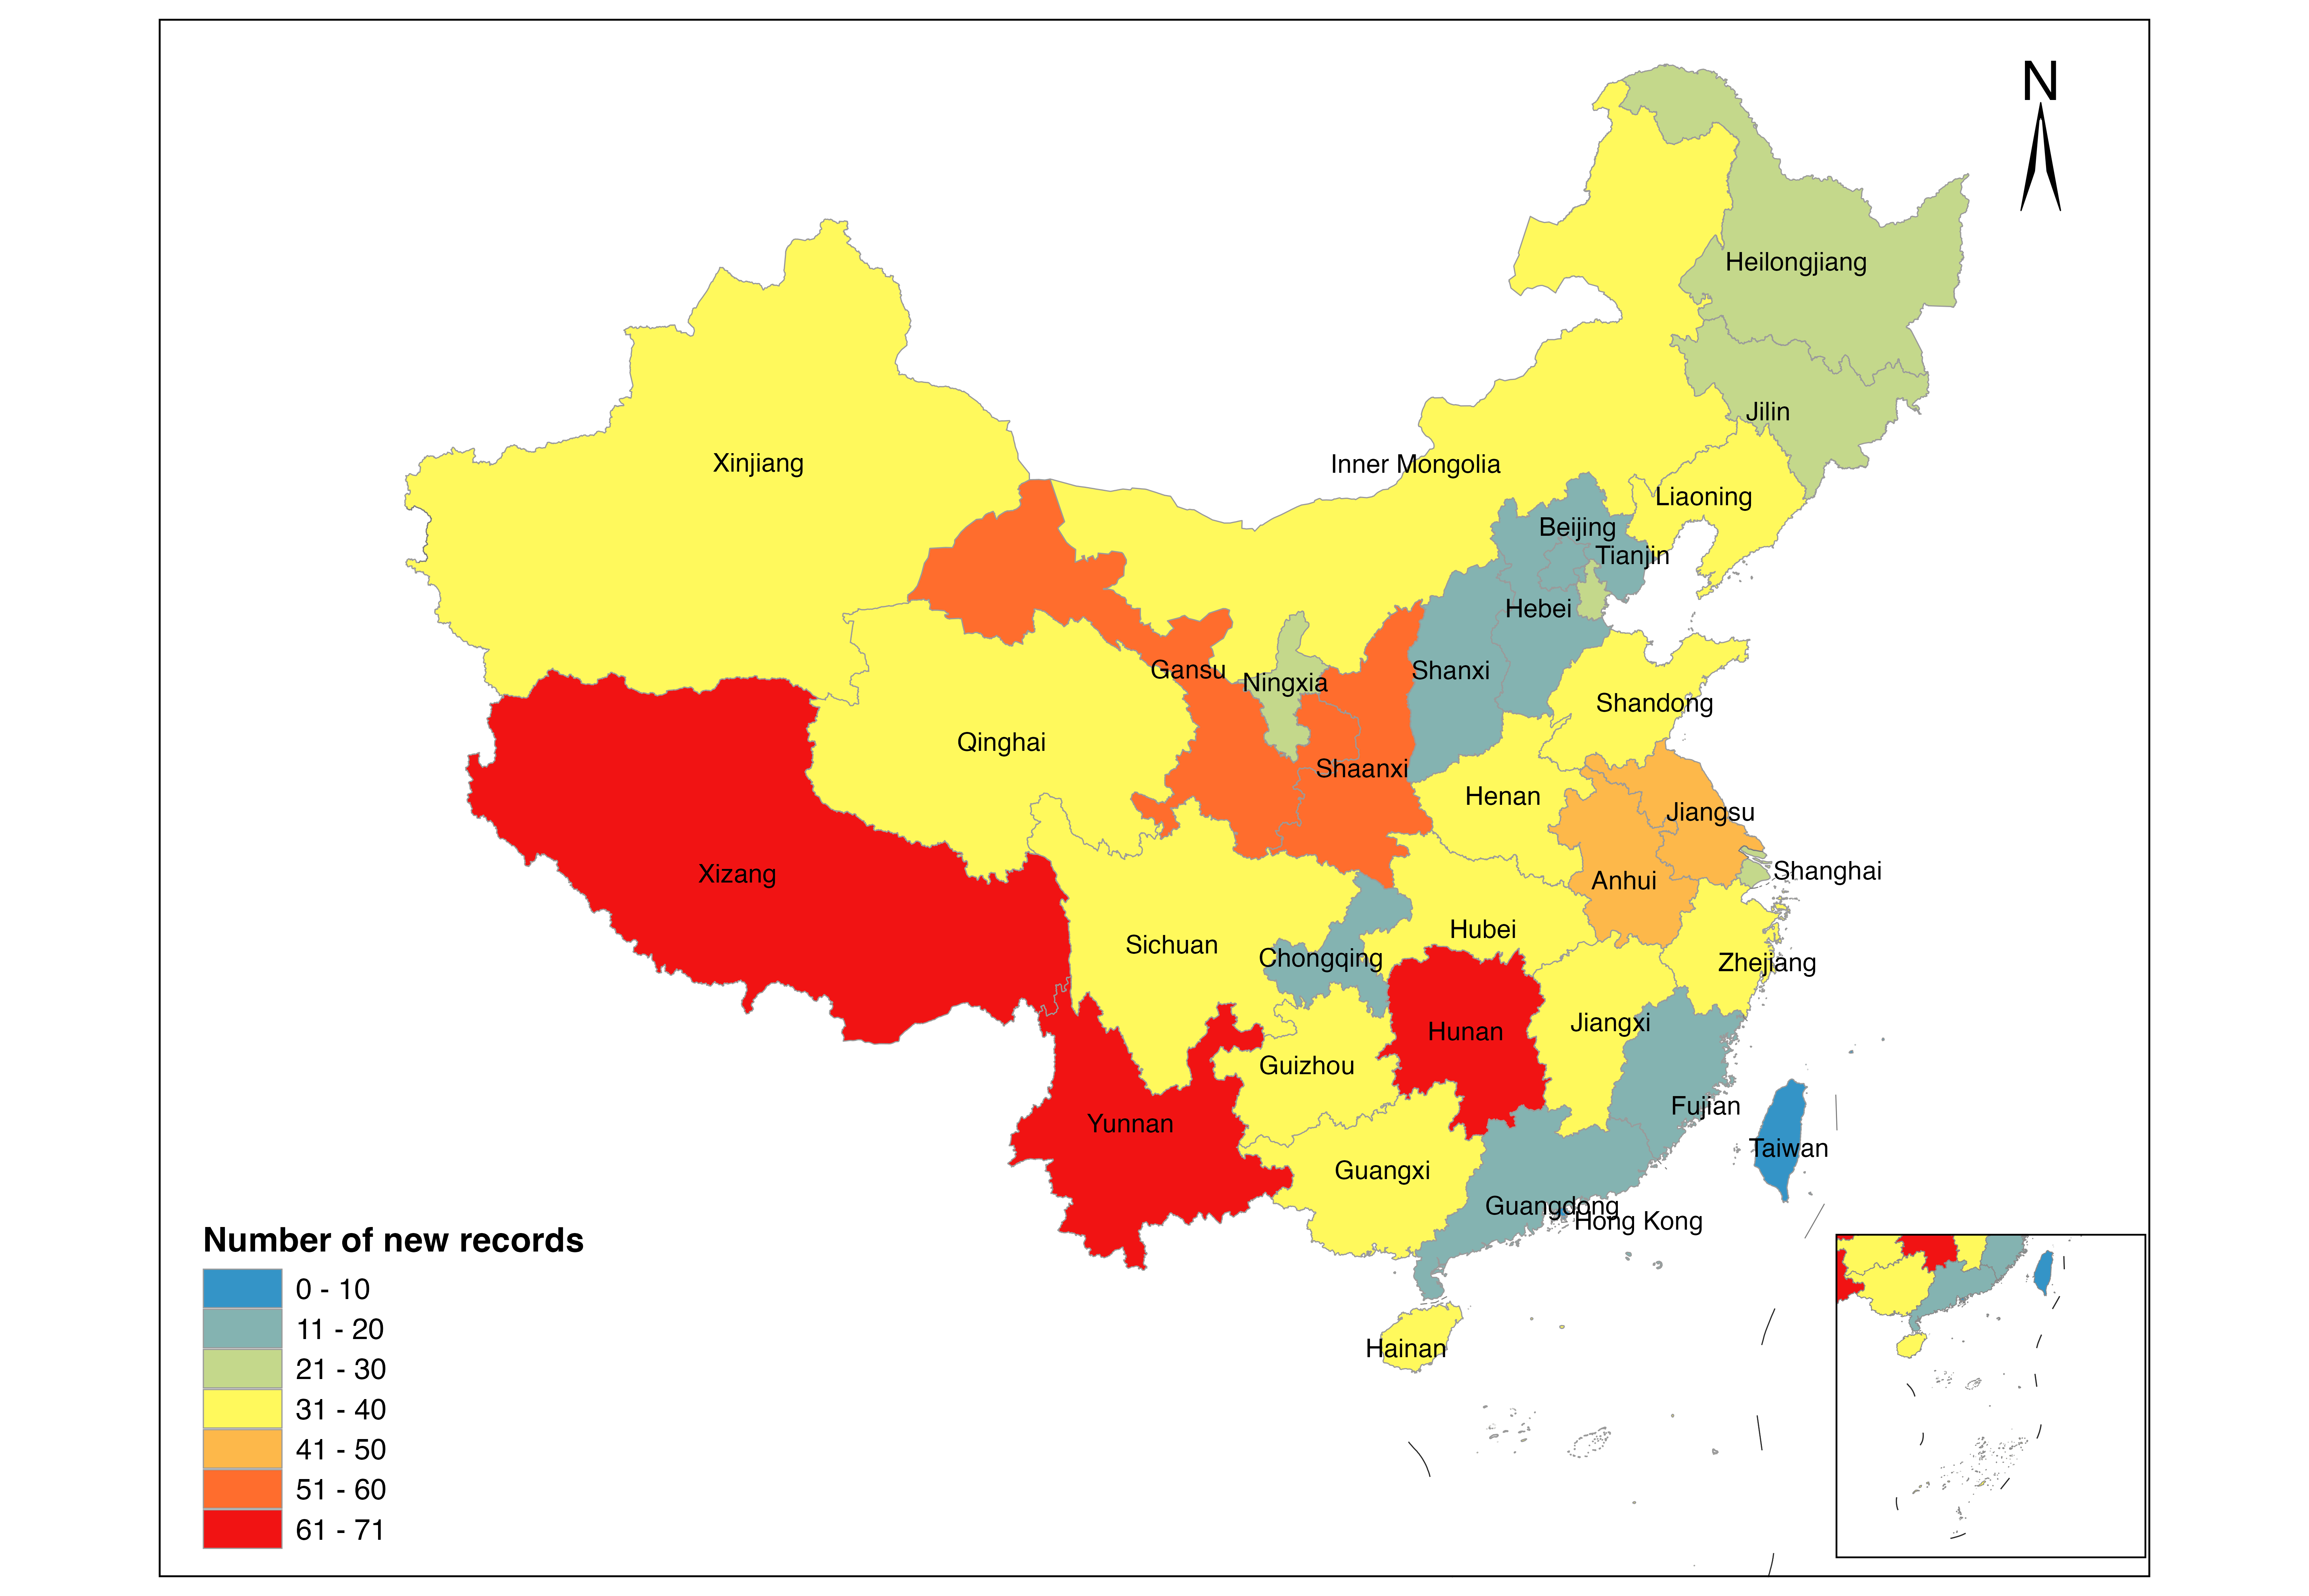 N
Heilongjiang
Jilin
Xinjiang
Inner Mongolia
Liaoning
Beijing
Tianjin
Hebei
Gansu
Ningxia
Shanxi
Shandong
Qinghai
Shaanxi
Henan
Jiangsu
Xizang
Anhui
Shanghai
Sichuan
Chongqing
Hubei
Zhejiang
Hunan
Jiangxi
Guizhou
Yunnan
Fujian
Taiwan
Guangxi
Guangdong
Hong Kong
Hainan
Number of new records
0 - 10
11 - 20
21 - 30
31 - 40
41 - 50
51 - 60
61 - 71